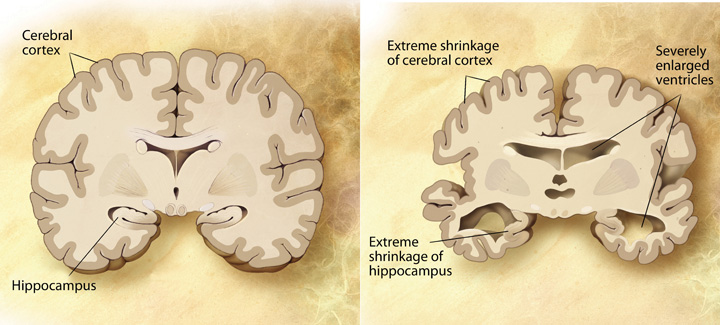 Cerebral
cortex
Hippocampus
Extreme shrinkage
of cerebral cortex
Severely
enlarged
ventricles
Extreme
shrinkage of
hippocampus